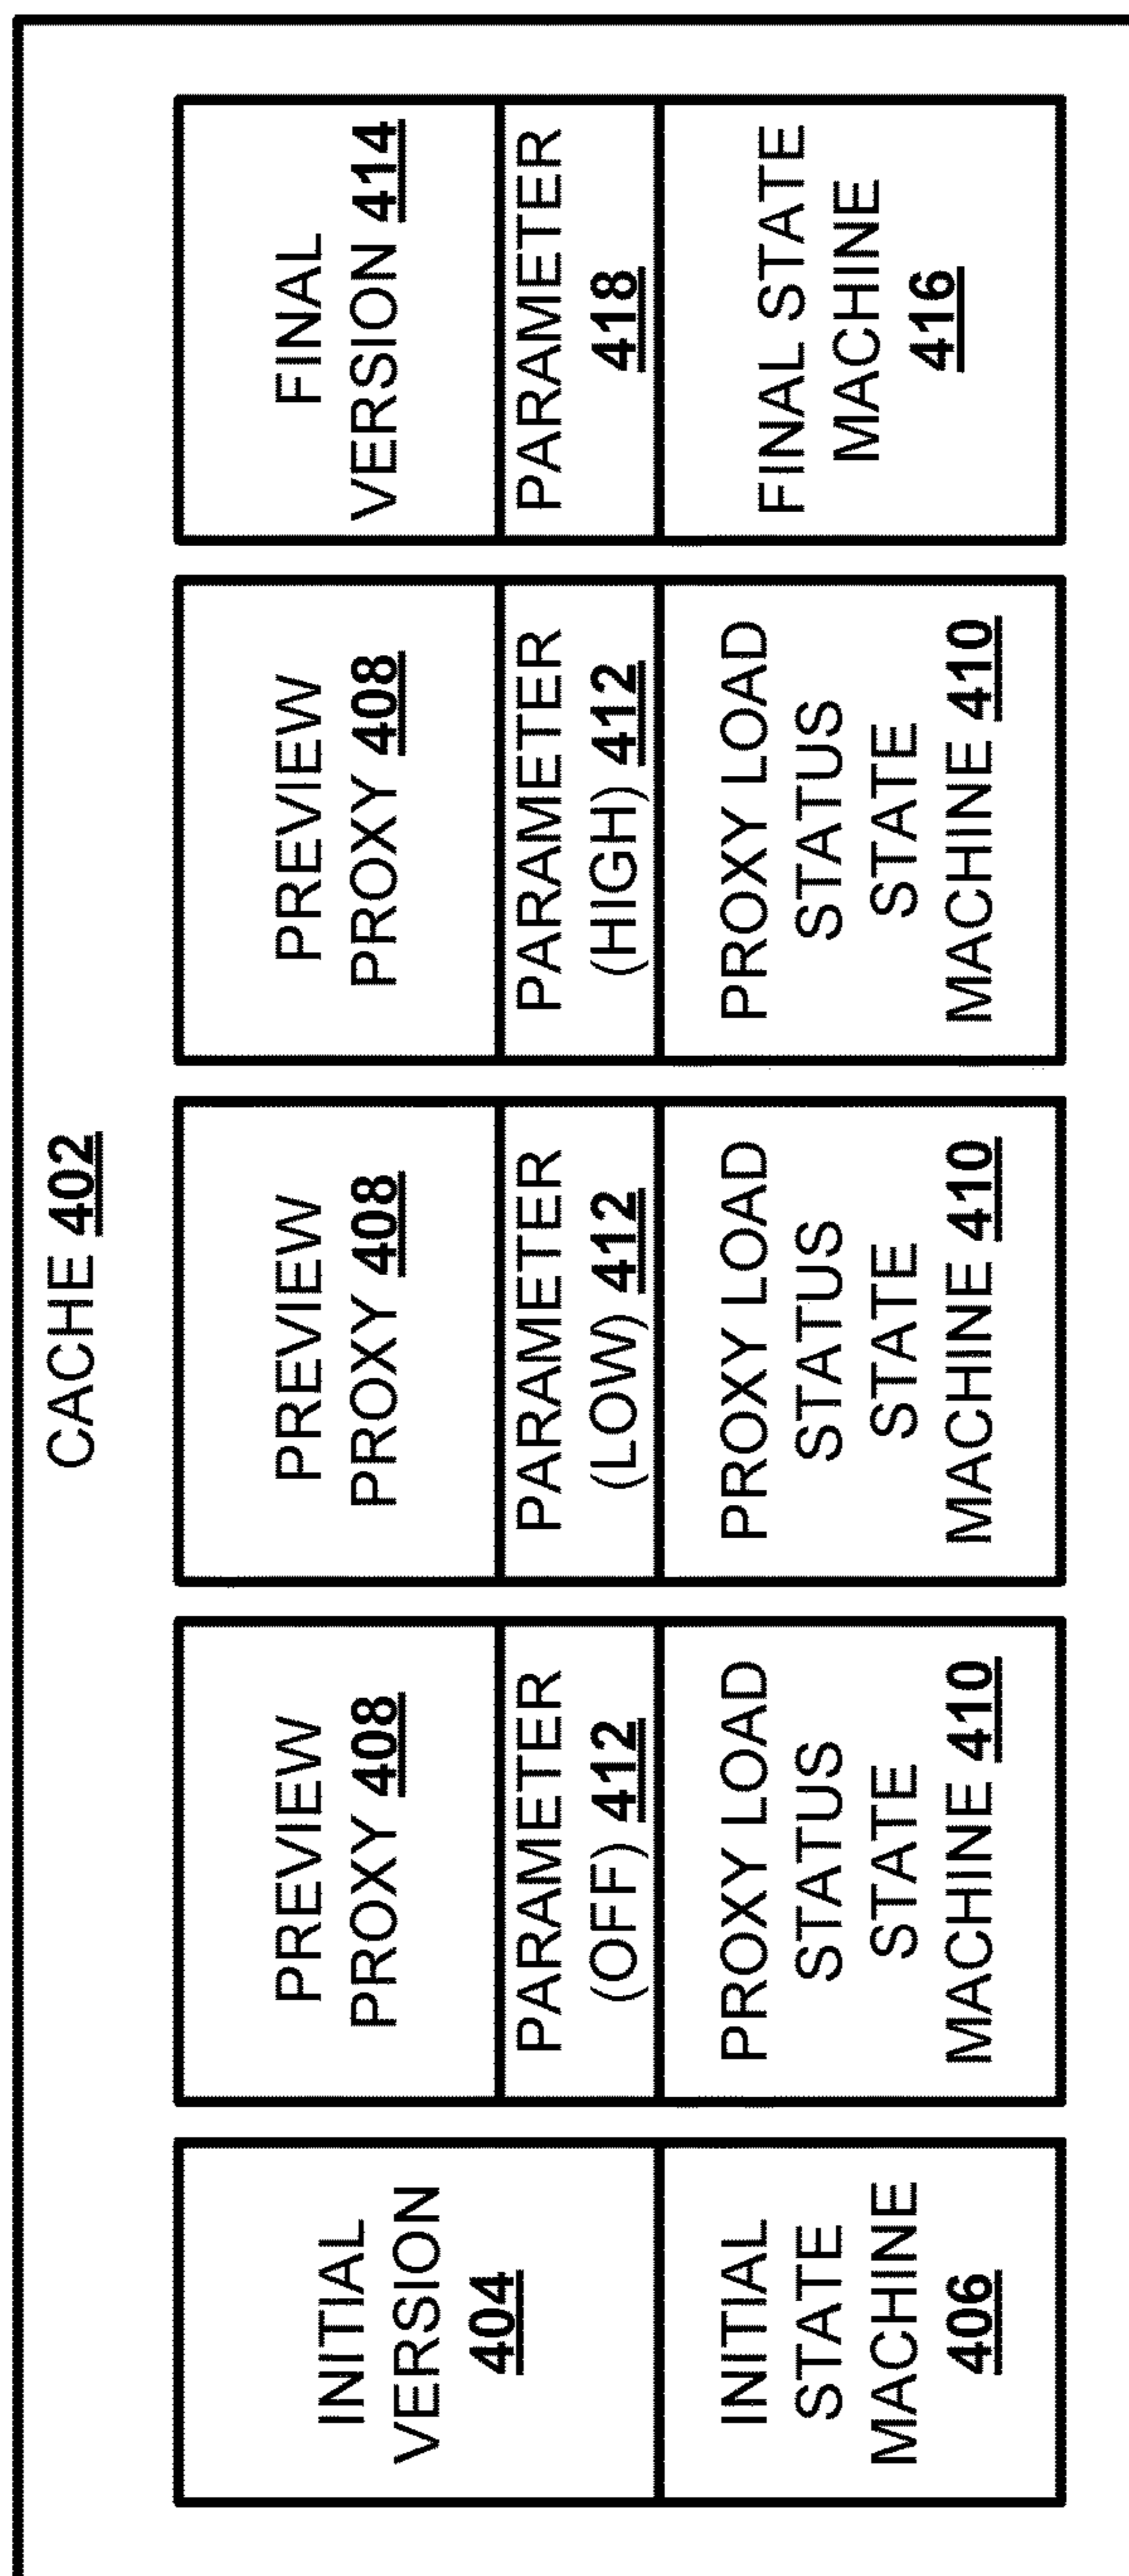 CACHE 402
INITIAL
VERSION
404
INITIAL
STATE
MACHINE
406
PREVIEW
PROXY 408
PARAMETER
(OFF) 412
PROXY LOAD
STATUS
STATE
MACHINE 410
PREVIEW
PROXY 408
PARAMETER
(LOW) 412
PROXY LOAD
STATUS
STATE
MACHINE 410
PREVIEW
PROXY 408
PARAMETER
(HIGH) 412
PROXY LOAD
STATUS
STATE
MACHINE 410
FINAL
VERSION 414
PARAMETER
418
FINAL STATE
MACHINE
416